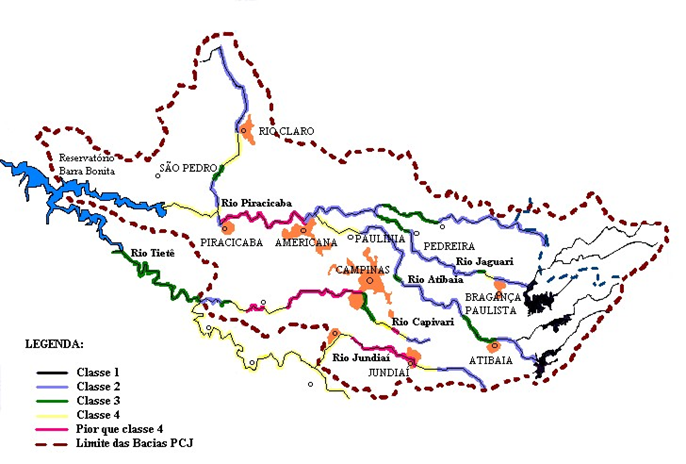 RIO CLARO
Reservatório
Barra Bonita
SÃO PEDRO
Rio Piracicaba
PIRACICABA
AMERICANA
PAULINIA
PEDREIRA
Rio Tietê
CAMPINAS
Rio Jaguari
Rio Atibaia
BRAGANÇA
PAULISTA
Rio Capivari
Rio Jundiaí
JUNDIAÍ
ATIBAIA
LEGENDA:
Classe 1
Classe 2
Classe 3
Classe 4
Pior que classe 4
Limite das Bacias PCJ